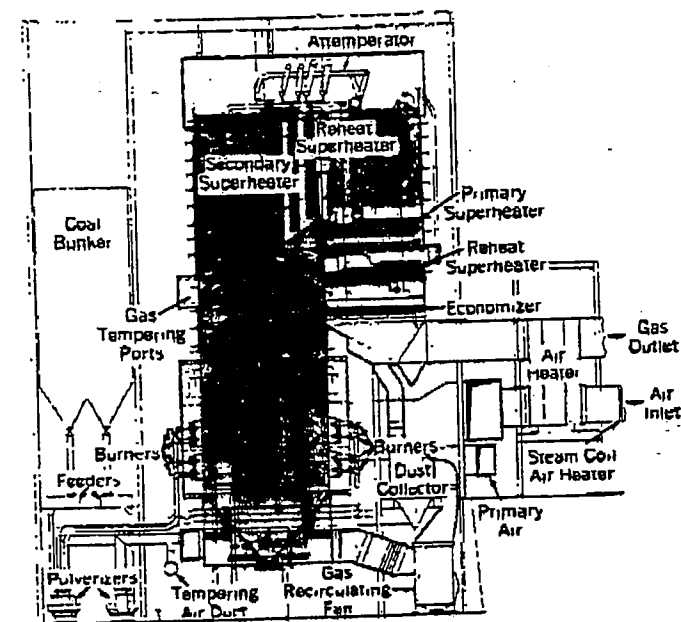 Attemperator
Reheat
Superheater
Secondary
Superheater
Primary
Superheater
Coal
Bunker
Reheat
Superheater
Economizer
Gas
Tempering
Ports
Gas
Outlet
Air
Heater
Air
Inlet
Burners
Burners
Steam Coil
Air Heater
Feeders
Dust
Collector
Primary
Air
Pulverizers
Tempering
Air Duct
Gas
Recirculating
Fan